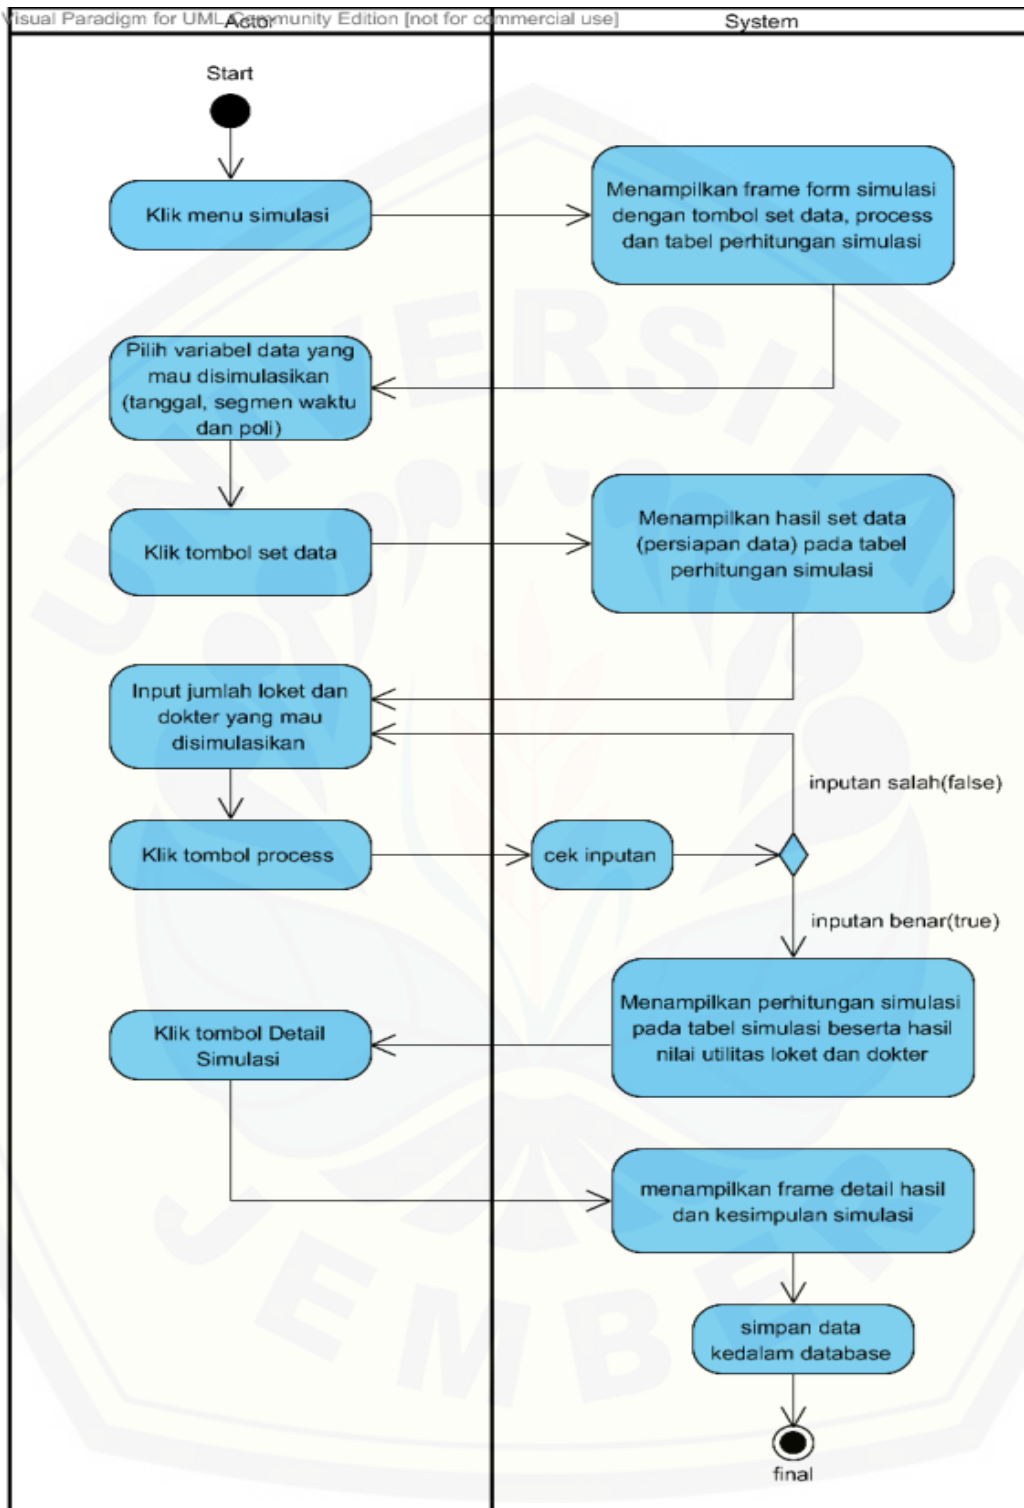 Visual Paradigm for UML Community Edition [not for commercial use]
Actor
System
Start
Klik menu simulasi
Menampilkan frame form simulasi
dengan tombol set data, process
dan tabel perhitungan simulasi
Pilih variabel data yang
mau disimulasikan
(tanggal, segmen waktu
dan poli)
Klik tombol set data
Menampilkan hasil set data
(persiapan data) pada tabel
perhitungan simulasi
Input jumlah loket dan
dokter yang mau
disimulasikan
inputan salah(false)
Klik tombol process
cek inputan
inputan benar(true)
Menampilkan perhitungan simulasi
pada tabel simulasi beserta hasil
nilai utilitas loket dan dokter
Klik tombol Detail
Simulasi
menampilkan frame detail hasil
dan kesimpulan simulasi
simpan data
kedalam database
final
UNIVERSITAS
JEMBER